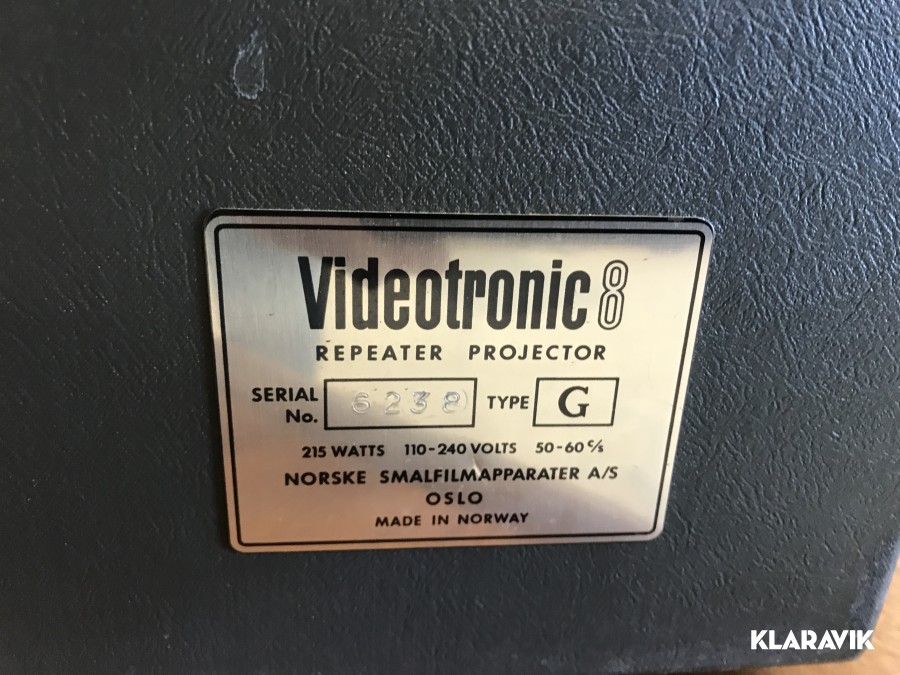 Videotronic 8
REPEATER PROJECTOR
SERIAL No. 6238 TYPE G
215 WATTS 110-240 VOLTS 50-60 c/s
NORSKE SMALFILMAPPARATER A/S
OSLO
MADE IN NORWAY
KLARAVIK